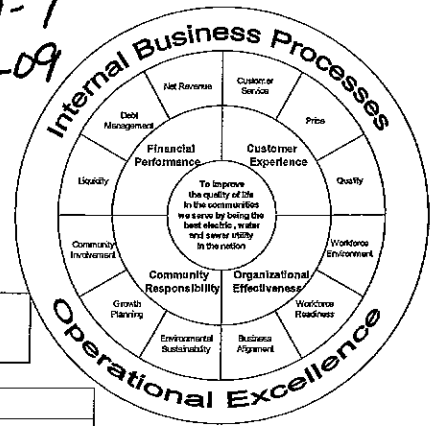 -09
Internal Business Processes
Net Revenue
Customer
Service
Debt
Management
Price
Financial
Performance
Customer
Experience
Liquidity
Quality
To improve
the quality of life
in the communities
we serve by being the
best electric, water
and sewer utility
in the nation
Community
Involvement
Workforce
Environment
Community
Responsibility
Organizational
Effectiveness
Growth
Planning
Workforce
Readiness
Environmental
Sustainability
Business
Alignment
Operational Excellence